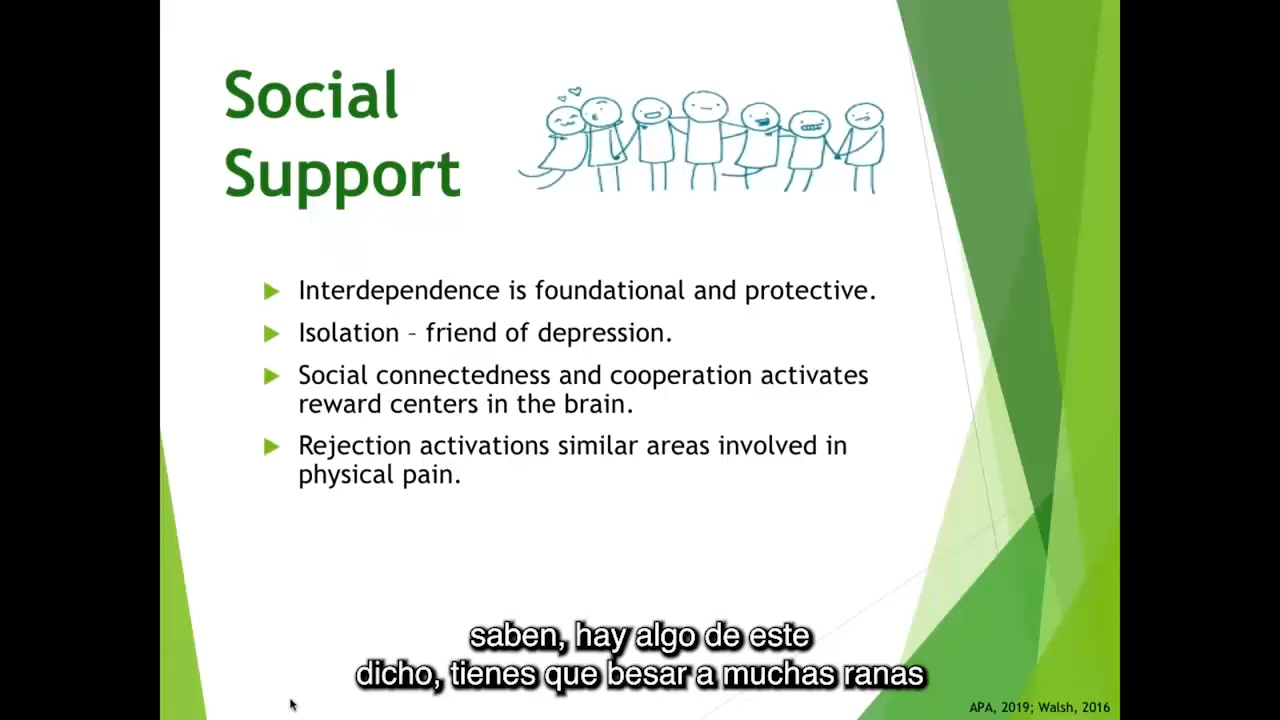 Social
Support
Interdependence is foundational and protective.
Isolation – friend of depression.
Social connectedness and cooperation activates
reward centers in the brain.
Rejection activations similar areas involved in
physical pain.
saben, hay algo de este
dicho, tienes que besar a muchas ranas
APA, 2019; Walsh, 2016